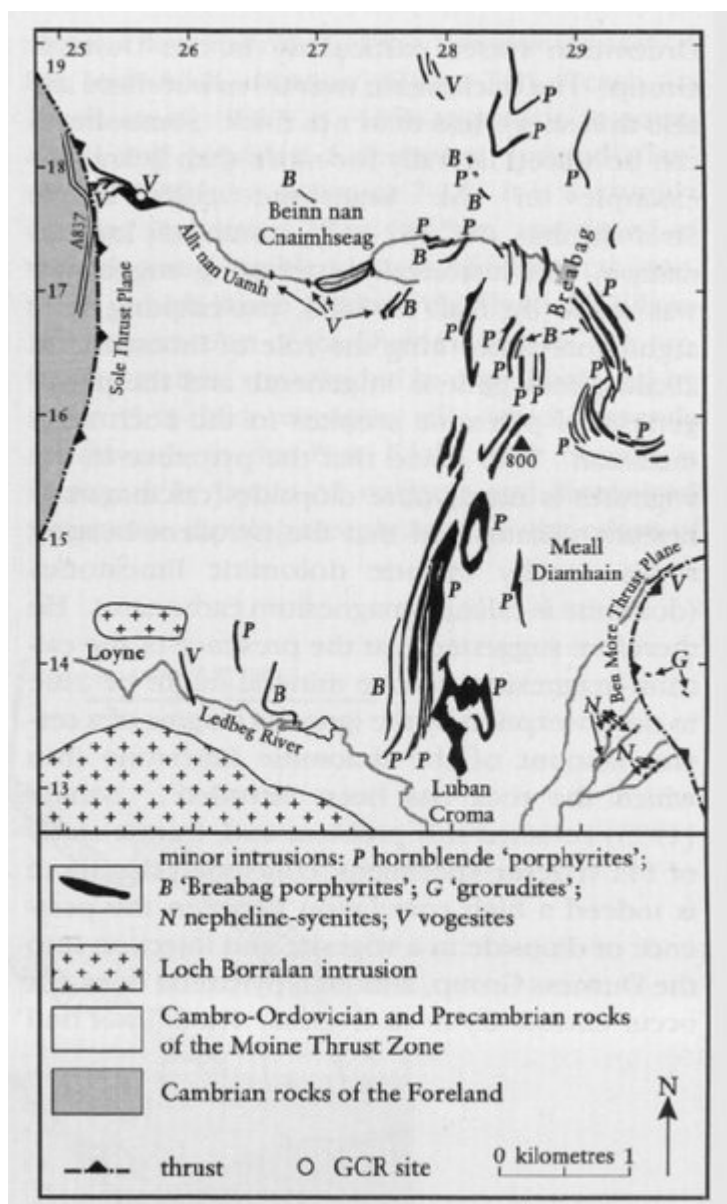 25 26 27 28 29
19
18
17
16
15
14
13
V
P
V
P
B
B
P
P
V
B
Beinn nan
Cnaimhseag
P P
B
Allt nan Uamh
A837
Sole Thrust Plane
V
B
P
Breabag
P
P
B
P
P P
P
P
800
P
P
P
Meall
Diamhain
P
Ben More Thrust Plane
V
Loyne
P
V
B
Ledbeg River
B
P
P
G
N
N
Luban
Croma
minor intrusions: P hornblende 'porphyrites';
B 'Breabag porphyrites'; G 'grorudites';
N nepheline-syenites; V vogesites
Loch Borralan intrusion
Cambro-Ordovician and Precambrian rocks
of the Moine Thrust Zone
Cambrian rocks of the Foreland
N
thrust
GCR site
0 kilometres 1